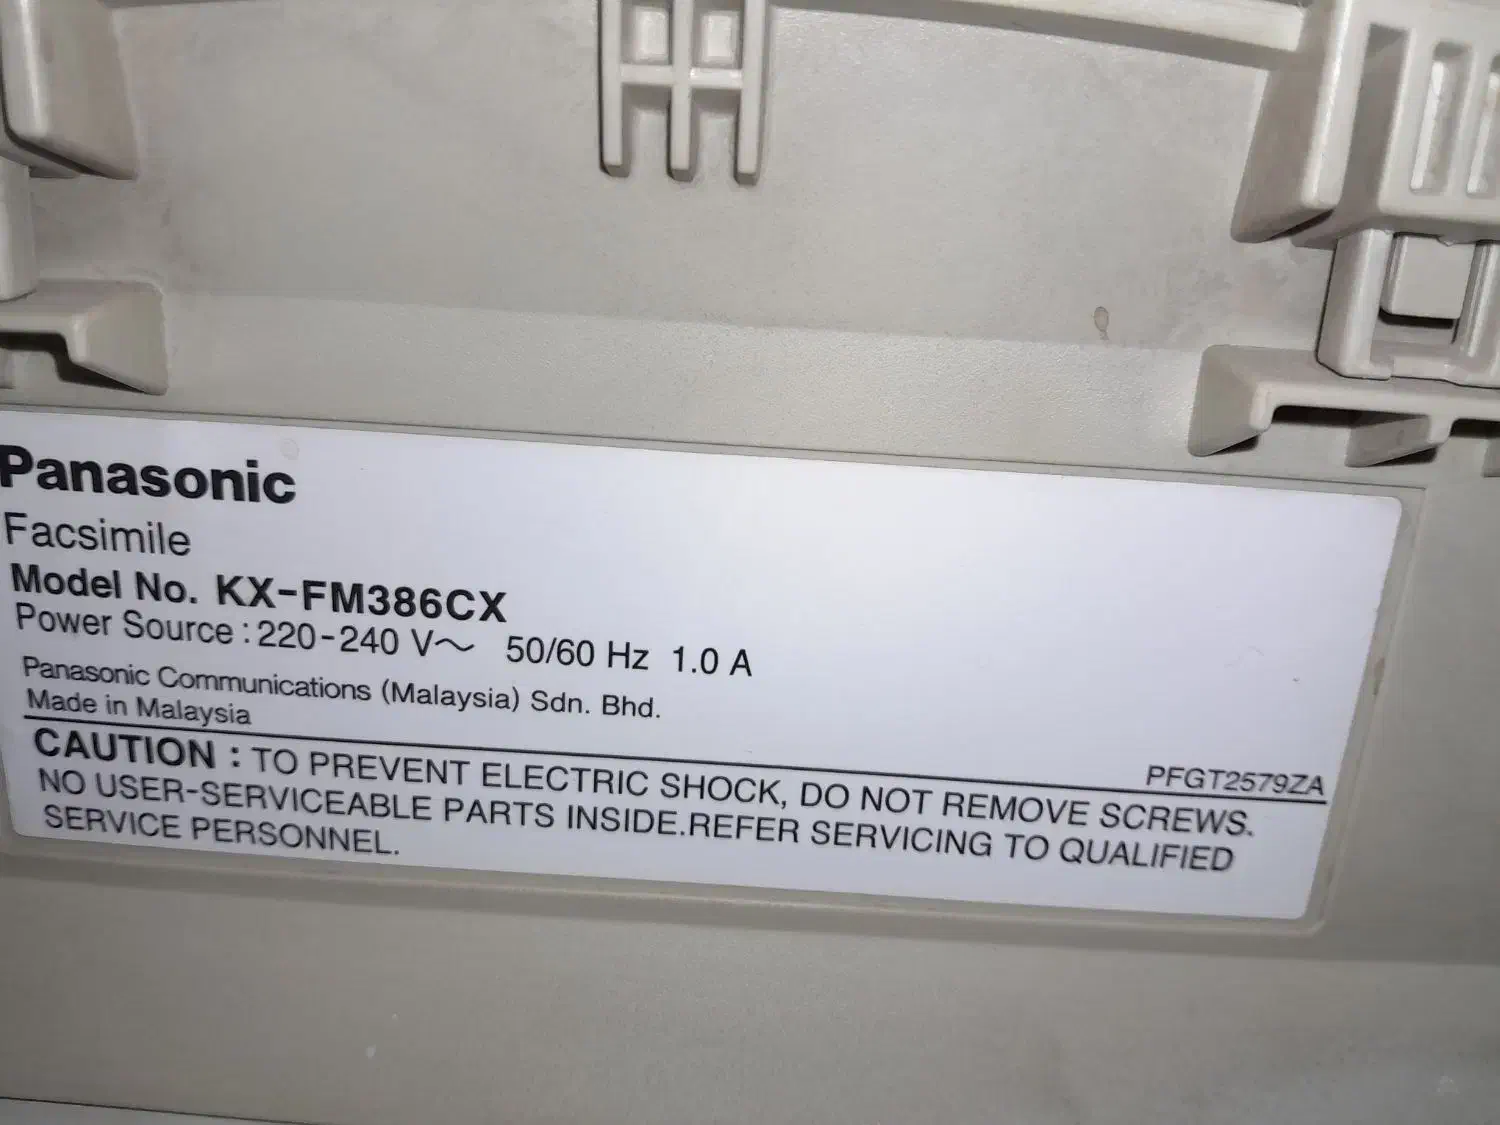 Panasonic
Facsimile
Model No. KX-FM386CX
Power Source : 220-240 V～ 50/60 Hz 1.0 A
Panasonic Communications (Malaysia) Sdn. Bhd.
Made in Malaysia
PFGT2579ZA
CAUTION : TO PREVENT ELECTRIC SHOCK, DO NOT REMOVE SCREWS.
NO USER-SERVICEABLE PARTS INSIDE.REFER SERVICING TO QUALIFIED
SERVICE PERSONNEL.